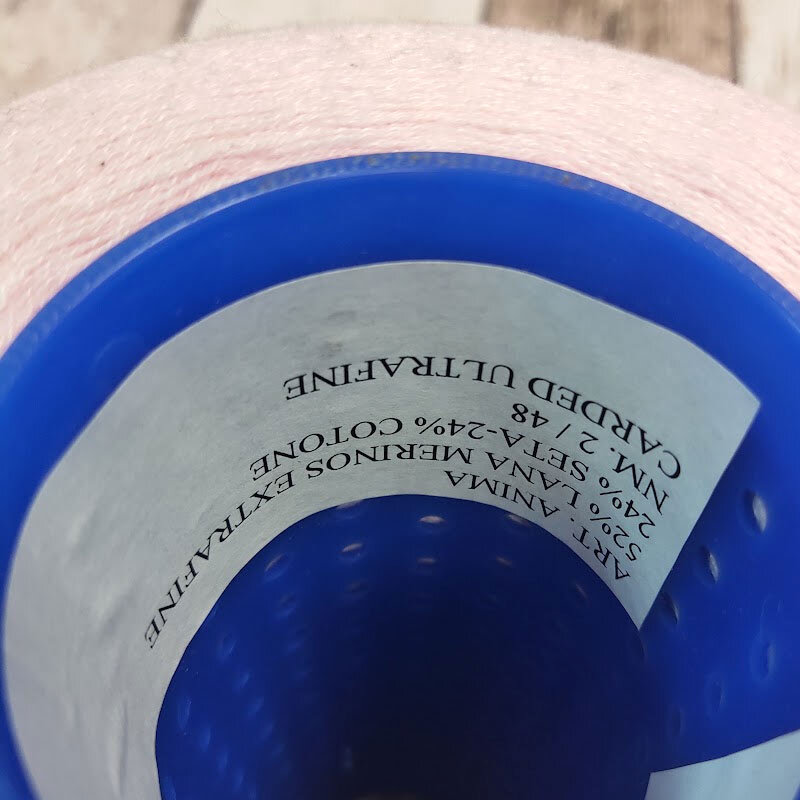 ART. ANIMA
52% LANA MERINOS EXTRAFINE
24% SETA-24% COTONE
NM. 2 / 48
CARDED ULTRAFINE